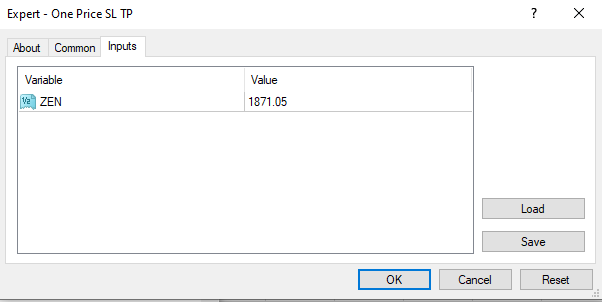 Expert - One Price SL TP
?
About Common Inputs
Variable Value
ZEN 1871.05
Load
Save
OK Cancel Reset